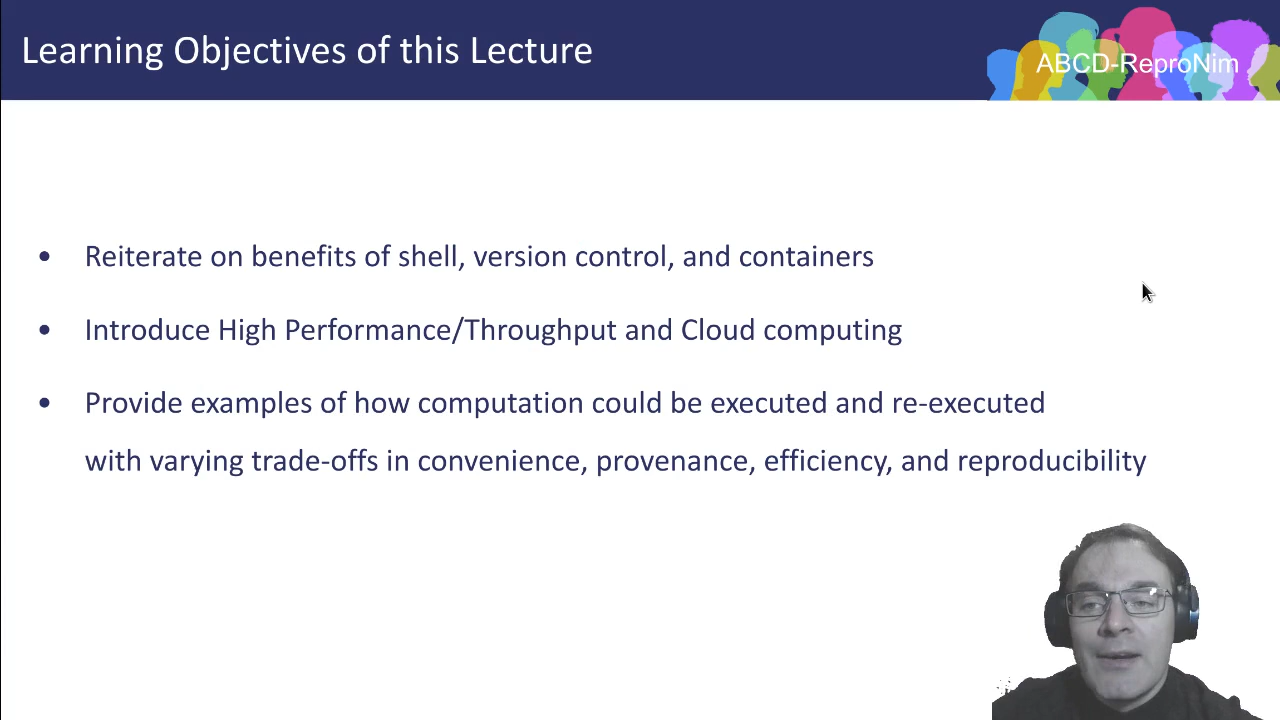 Learning Objectives of this Lecture
ABCD-ReproNim
• Reiterate on benefits of shell, version control, and containers
• Introduce High Performance/Throughput and Cloud computing
• Provide examples of how computation could be executed and re-executed
with varying trade-offs in convenience, provenance, efficiency, and reproducibility